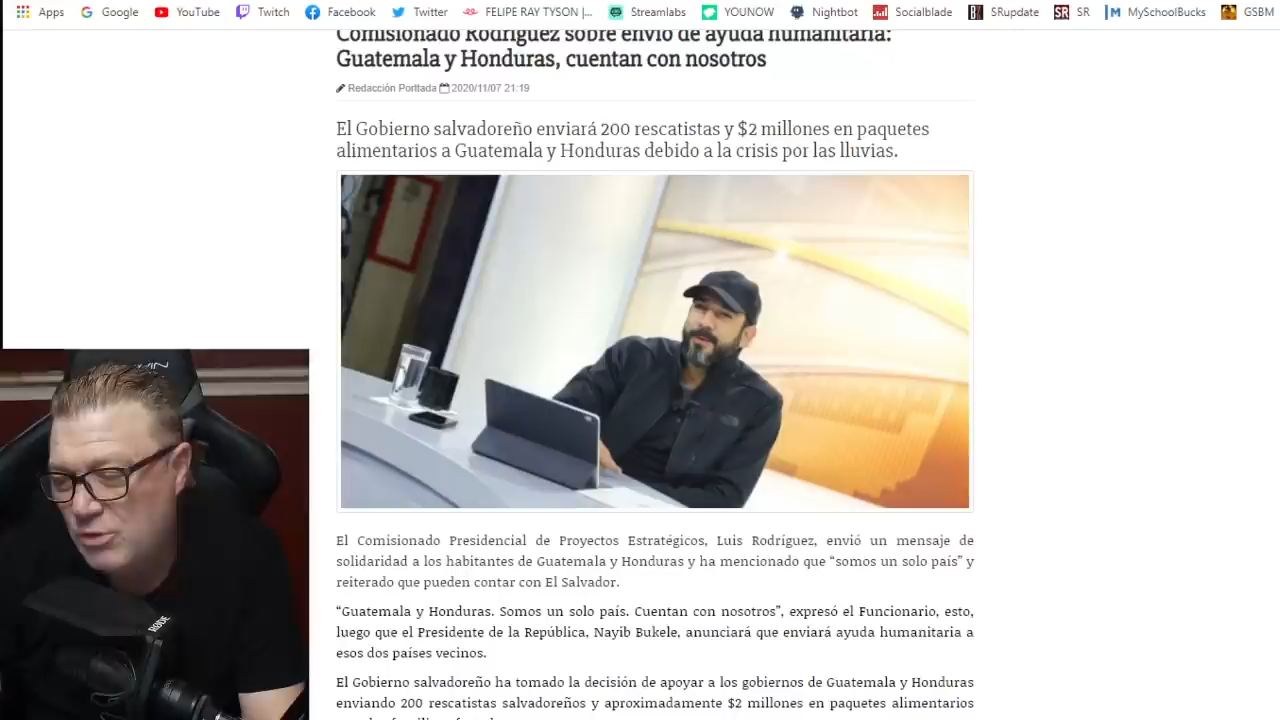 Apps Google YouTube Twitch Facebook Twitter FELIPE RAY TYSON |... Streamlabs YOUNOW Nightbot Socialblade SRupdate SR MySchoolBucks GSBM
Comisionado Rodríguez sobre envío de ayuda humanitaria:
Guatemala y Honduras, cuentan con nosotros
Redacción Porttada 2020/11/07 21:19
El Gobierno salvadoreño enviará 200 rescatistas y $2 millones en paquetes
alimentarios a Guatemala y Honduras debido a la crisis por las lluvias.
El Comisionado Presidencial de Proyectos Estratégicos, Luis Rodríguez, envió un mensaje de
solidaridad a los habitantes de Guatemala y Honduras y ha mencionado que “somos un solo país” y
reiterado que pueden contar con El Salvador.
“Guatemala y Honduras. Somos un solo país. Cuentan con nosotros”, expresó el Funcionario, esto,
luego que el Presidente de la República, Nayib Bukele, anunciará que enviará ayuda humanitaria a
esos dos países vecinos.
El Gobierno salvadoreño ha tomado la decisión de apoyar a los gobiernos de Guatemala y Honduras
enviando 200 rescatistas salvadoreños y aproximadamente $2 millones en paquetes alimentarios
RØDE